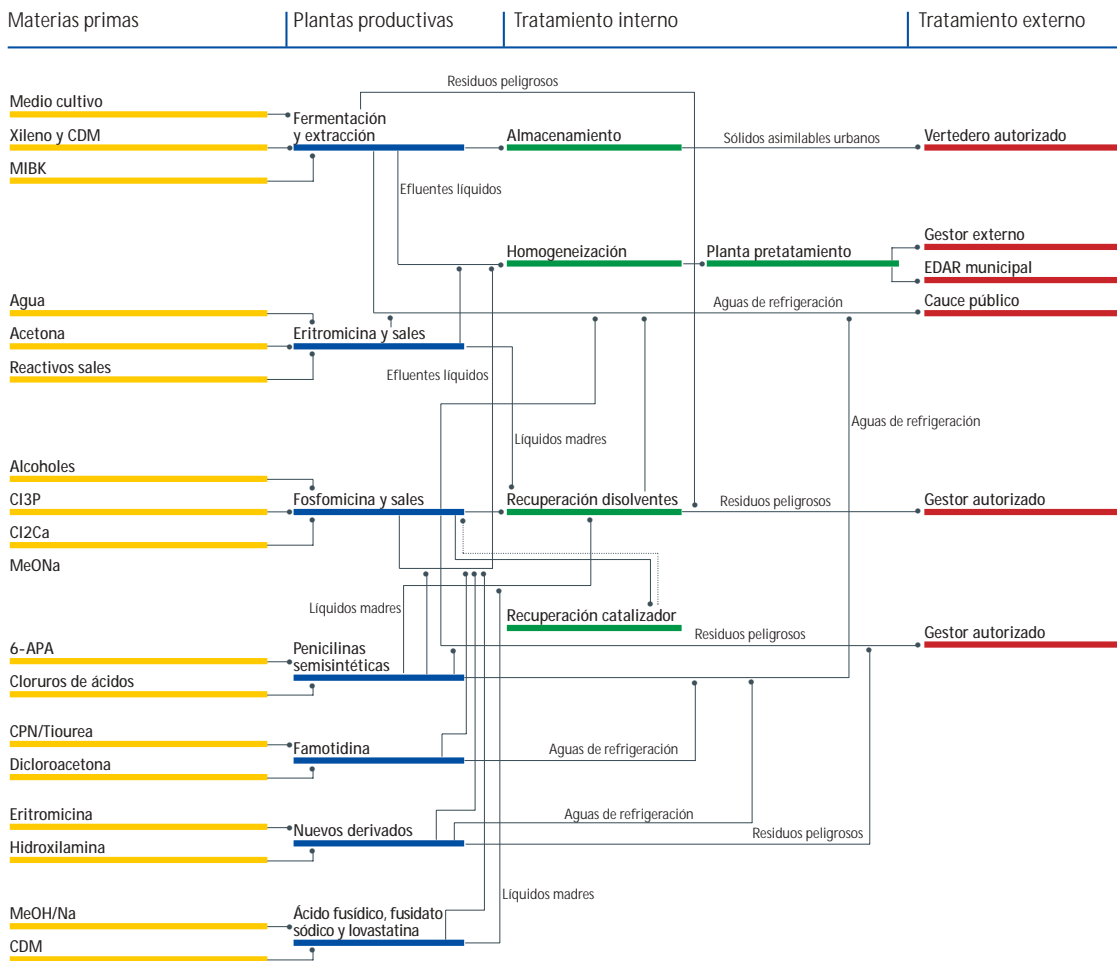 Materias primas
Plantas productivas
Tratamiento interno
Tratamiento externo
Residuos peligrosos
Medio cultivo
Fermentación
y extracción
Xileno y CDM
Almacenamiento
Sólidos asimilables urbanos
Vertedero autorizado
MIBK
Efluentes líquidos
Homogeneización
Planta pretatamiento
Gestor externo
EDAR municipal
Agua
Aguas de refrigeración
Cauce público
Acetona
Eritromicina y sales
Reactivos sales
Efluentes líquidos
Aguas de refrigeración
Líquidos madres
Alcoholes
CI3P
Fosfomicina y sales
Recuperación disolventes
Residuos peligrosos
Gestor autorizado
CI2Ca
MeONa
Líquidos madres
Recuperación catalizador
Residuos peligrosos
Gestor autorizado
6-APA
Penicilinas
semisintéticas
Cloruros de ácidos
CPN/Tiourea
Famotidina
Aguas de refrigeración
Dicloroacetona
Eritromicina
Aguas de refrigeración
Nuevos derivados
Residuos peligrosos
Hidroxilamina
Líquidos madres
MeOH/Na
Ácido fusídico, fusidato
sódico y lovastatina
CDM